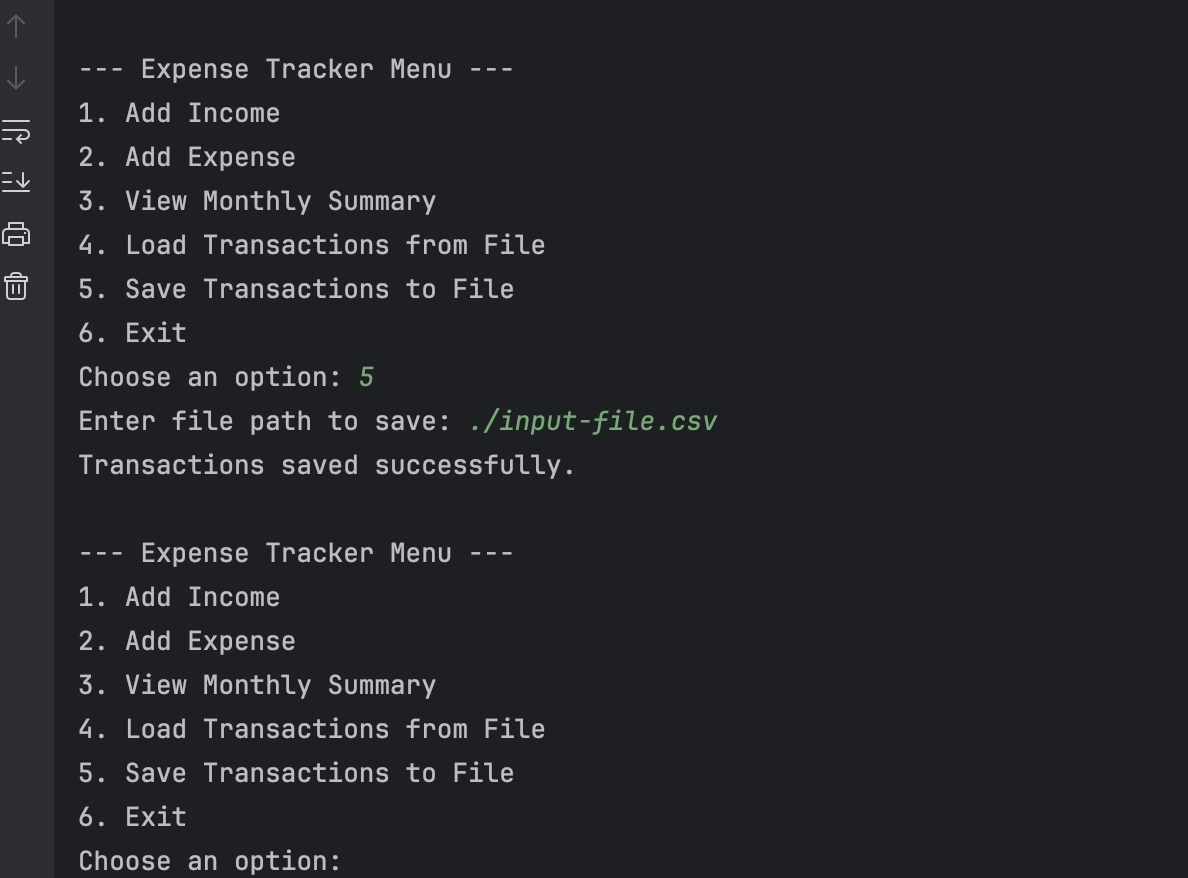 --- Expense Tracker Menu ---
1. Add Income
2. Add Expense
3. View Monthly Summary
4. Load Transactions from File
5. Save Transactions to File
6. Exit
Choose an option: 5
Enter file path to save: ./input-file.csv
Transactions saved successfully.
--- Expense Tracker Menu ---
1. Add Income
2. Add Expense
3. View Monthly Summary
4. Load Transactions from File
5. Save Transactions to File
6. Exit
Choose an option: